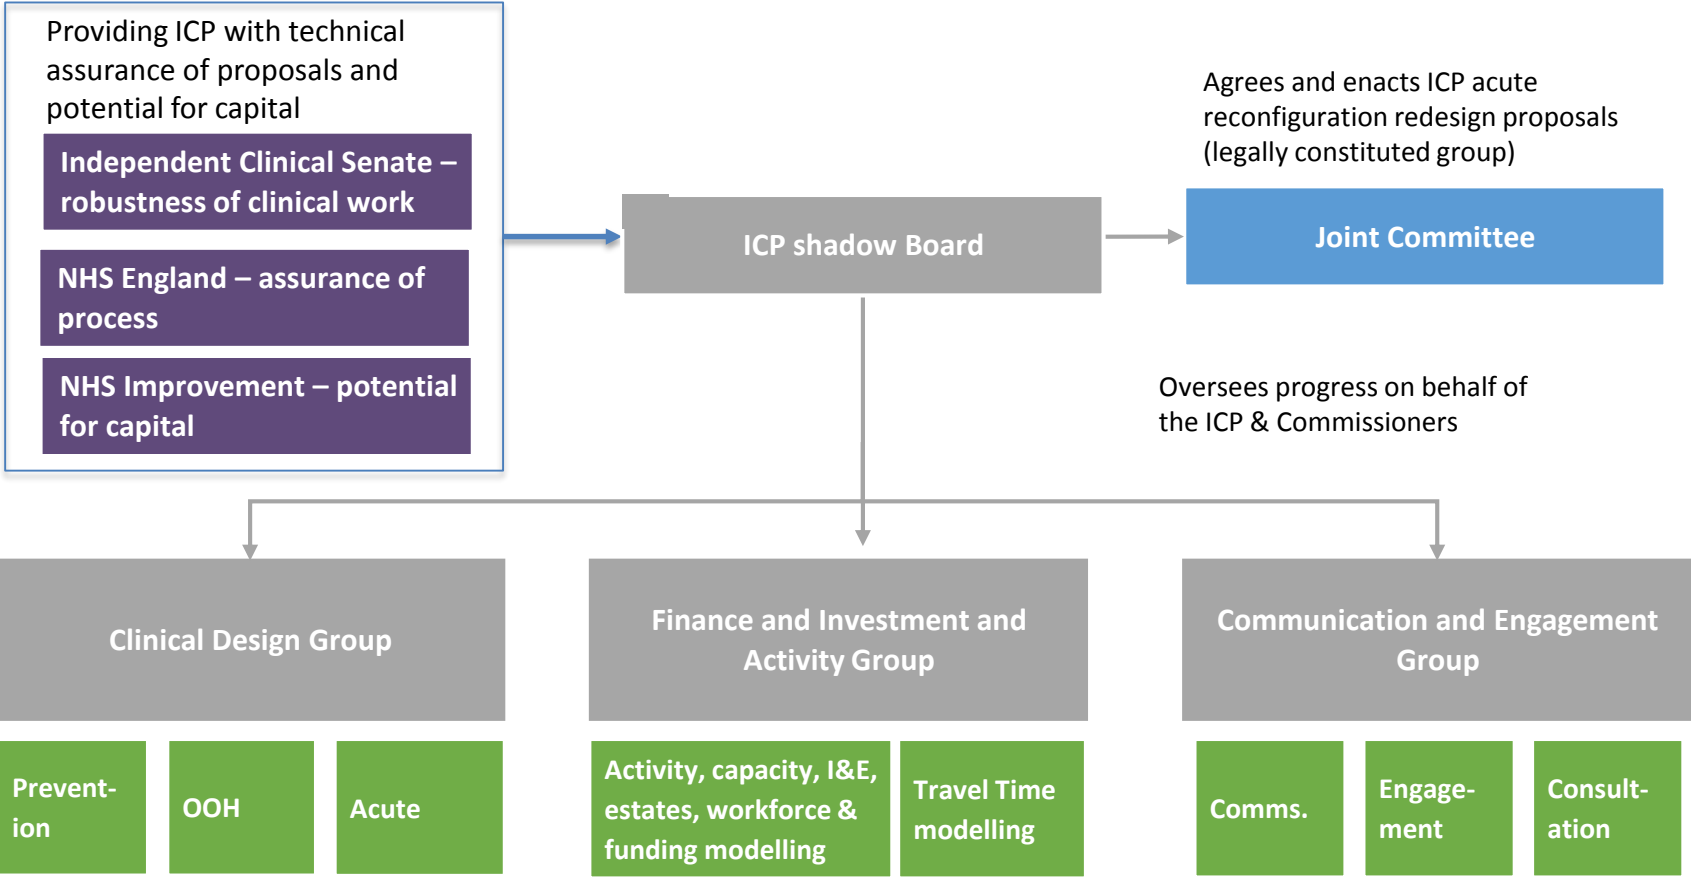 Providing ICP with technical
assurance of proposals and
potential for capital
Independent Clinical Senate –
robustness of clinical work
NHS England – assurance of
process
NHS Improvement – potential
for capital
ICP shadow Board
Agrees and enacts ICP acute
reconfiguration redesign proposals
(legally constituted group)
Joint Committee
Oversees progress on behalf of
the ICP & Commissioners
Clinical Design Group
Finance and Investment and
Activity Group
Communication and Engagement
Group
Prevent-
ion
OOH
Acute
Activity, capacity, I&E,
estates, workforce &
funding modelling
Travel Time
modelling
Comms.
Engage-
ment
Consult-
ation